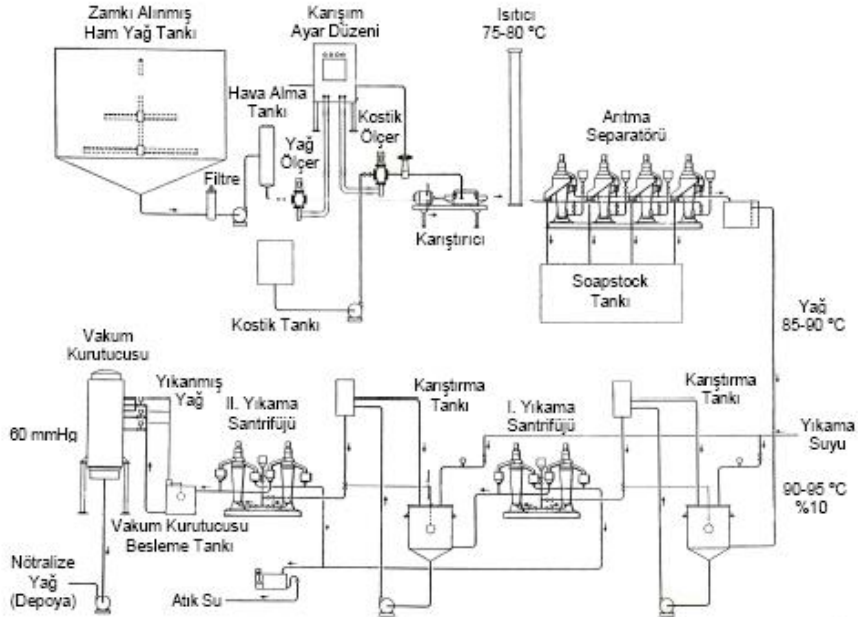 Zamkı Alınmış
Ham Yağ Tankı
Karışım
Ayar Düzeni
Isıtıcı
75-80 ºC
Hava Alma
Tankı
Kostik
Ölçer
Yağ
Ölçer
Arıtma
Separatörü
Filtre
Karıştırıcı
Soapstock
Tankı
Kostik Tankı
Yağ
85-90 ºC
Vakum
Kurutucusu
Yıkanmış
Yağ
II. Yıkama
Santrifüjü
Karıştırma
Tankı
I. Yıkama
Santrifüjü
Karıştırma
Tankı
Yıkama
Suyu
60 mmHg
90-95 ºC
%10
Vakum Kurutucusu
Besleme Tankı
Nötralize
Yağ
(Depoya)
Atık Su